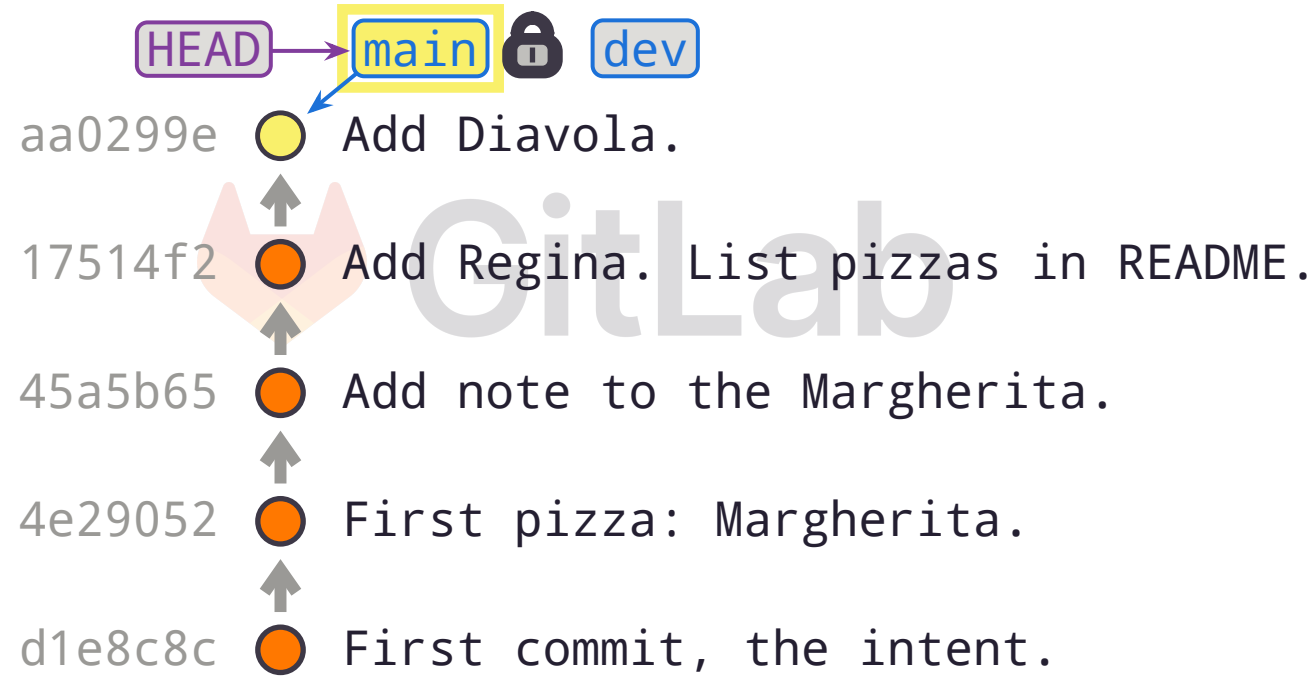 HEAD main dev
aa0299e Add Diavola.
GitLab
17514f2 Add Regina. List pizzas in README.
45a5b65 Add note to the Margherita.
4e29052 First pizza: Margherita.
d1e8c8c First commit, the intent.